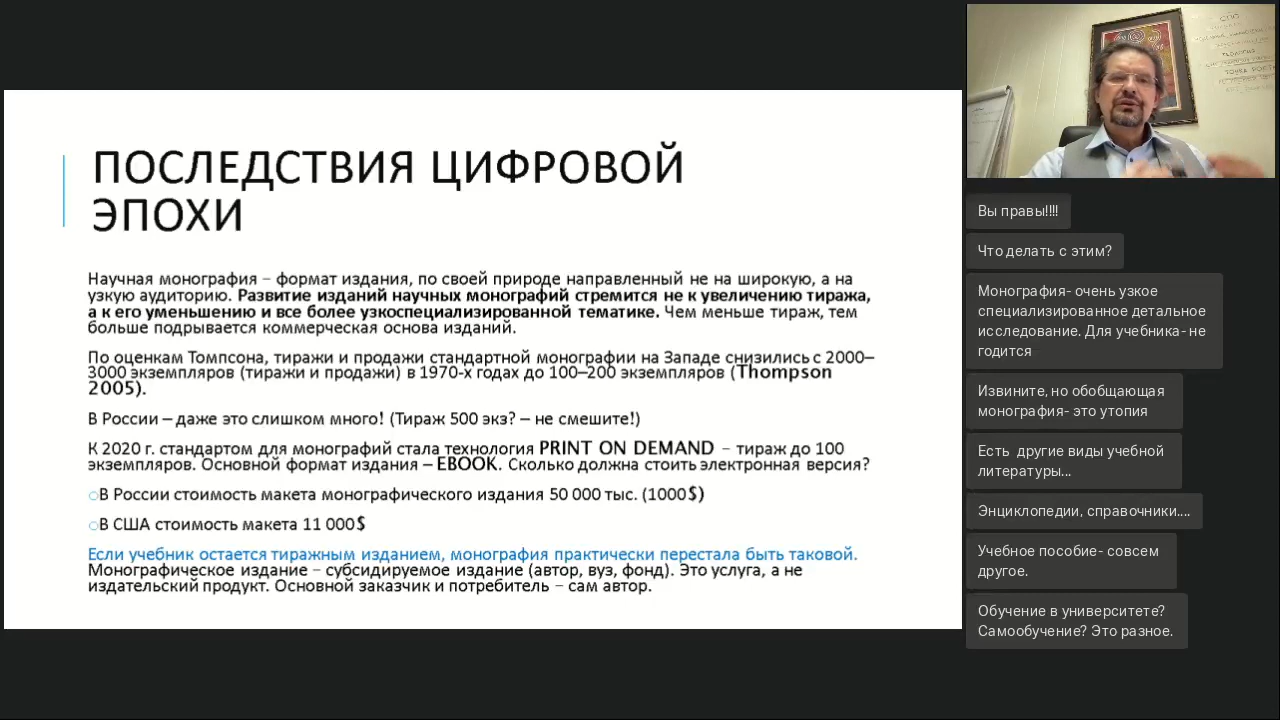 ПОСЛЕДСТВИЯ ЦИФРОВОЙ
ЭПОХИ
Научная монография – формат издания, по своей природе направленный не на широкую, а на
узкую аудиторию. Развитие изданий научных монографий стремится не к увеличению тиража,
а к его уменьшению и все более узкоспециализированной тематике. Чем меньше тираж, тем
больше подрывается коммерческая основа изданий.
По оценкам Томпсона, тиражи и продажи стандартной монографии на Западе снизились с 2000–
3000 экземпляров (тиражи и продажи) в 1970-х годах до 100–200 экземпляров (Thompson
2005).
В России – даже это слишком много! (Тираж 500 экз? – не смешите!)
К 2020 г. стандартом для монографий стала технология PRINT ON DEMAND – тираж до 100
экземпляров. Основной формат издания – EBOOK. Сколько должна стоить электронная версия?
оВ России стоимость макета монографического издания 50 000 тыс. (1000$)
оВ США стоимость макета 11 000$
Если учебник остается тиражным изданием, монография практически перестала быть таковой.
Монографическое издание – субсидируемое издание (автор, вуз, фонд). Это услуга, а не
издательский продукт. Основной заказчик и потребитель – сам автор.
Вы правы!!!!
Что делать с этим?
Монография- очень узкое
специализированное детальное
исследование. Для учебника- не
годится
Извините, но обобщающая
монография- это утопия
Есть другие виды учебной
литературы...
Энциклопедии, справочники....
Учебное пособие- совсем
другое.
Обучение в университете?
Самообучение? Это разное.